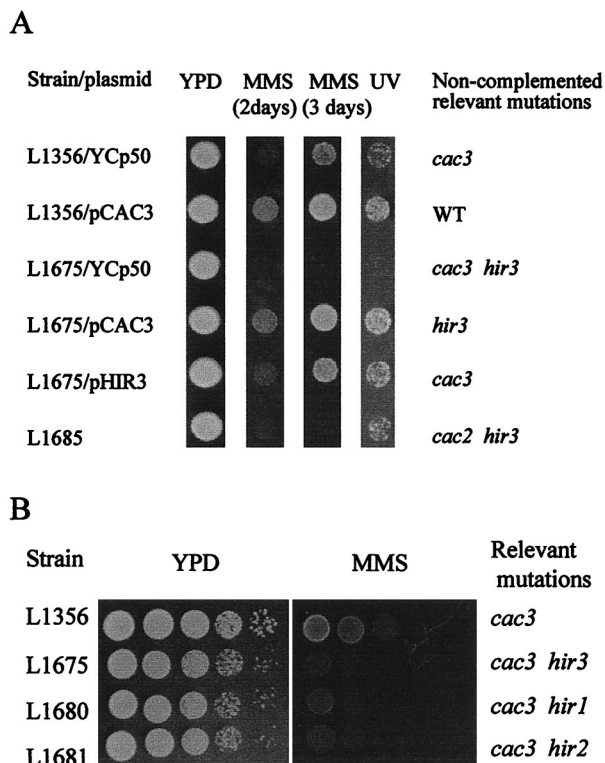 A
Strain/plasmid YPD MMS MMS UV Non-complemented
(2days) (3 days) relevant mutations
L1356/YCp50 cac3
L1356/pCAC3 WT
L1675/YCp50 cac3 hir3
L1675/pCAC3 hir3
L1675/pHIR3 cac3
L1685 cac2 hir3
B
Strain YPD MMS Relevant
mutations
L1356 cac3
L1675 cac3 hir3
L1680 cac3 hir1
L1681 cac3 hir2